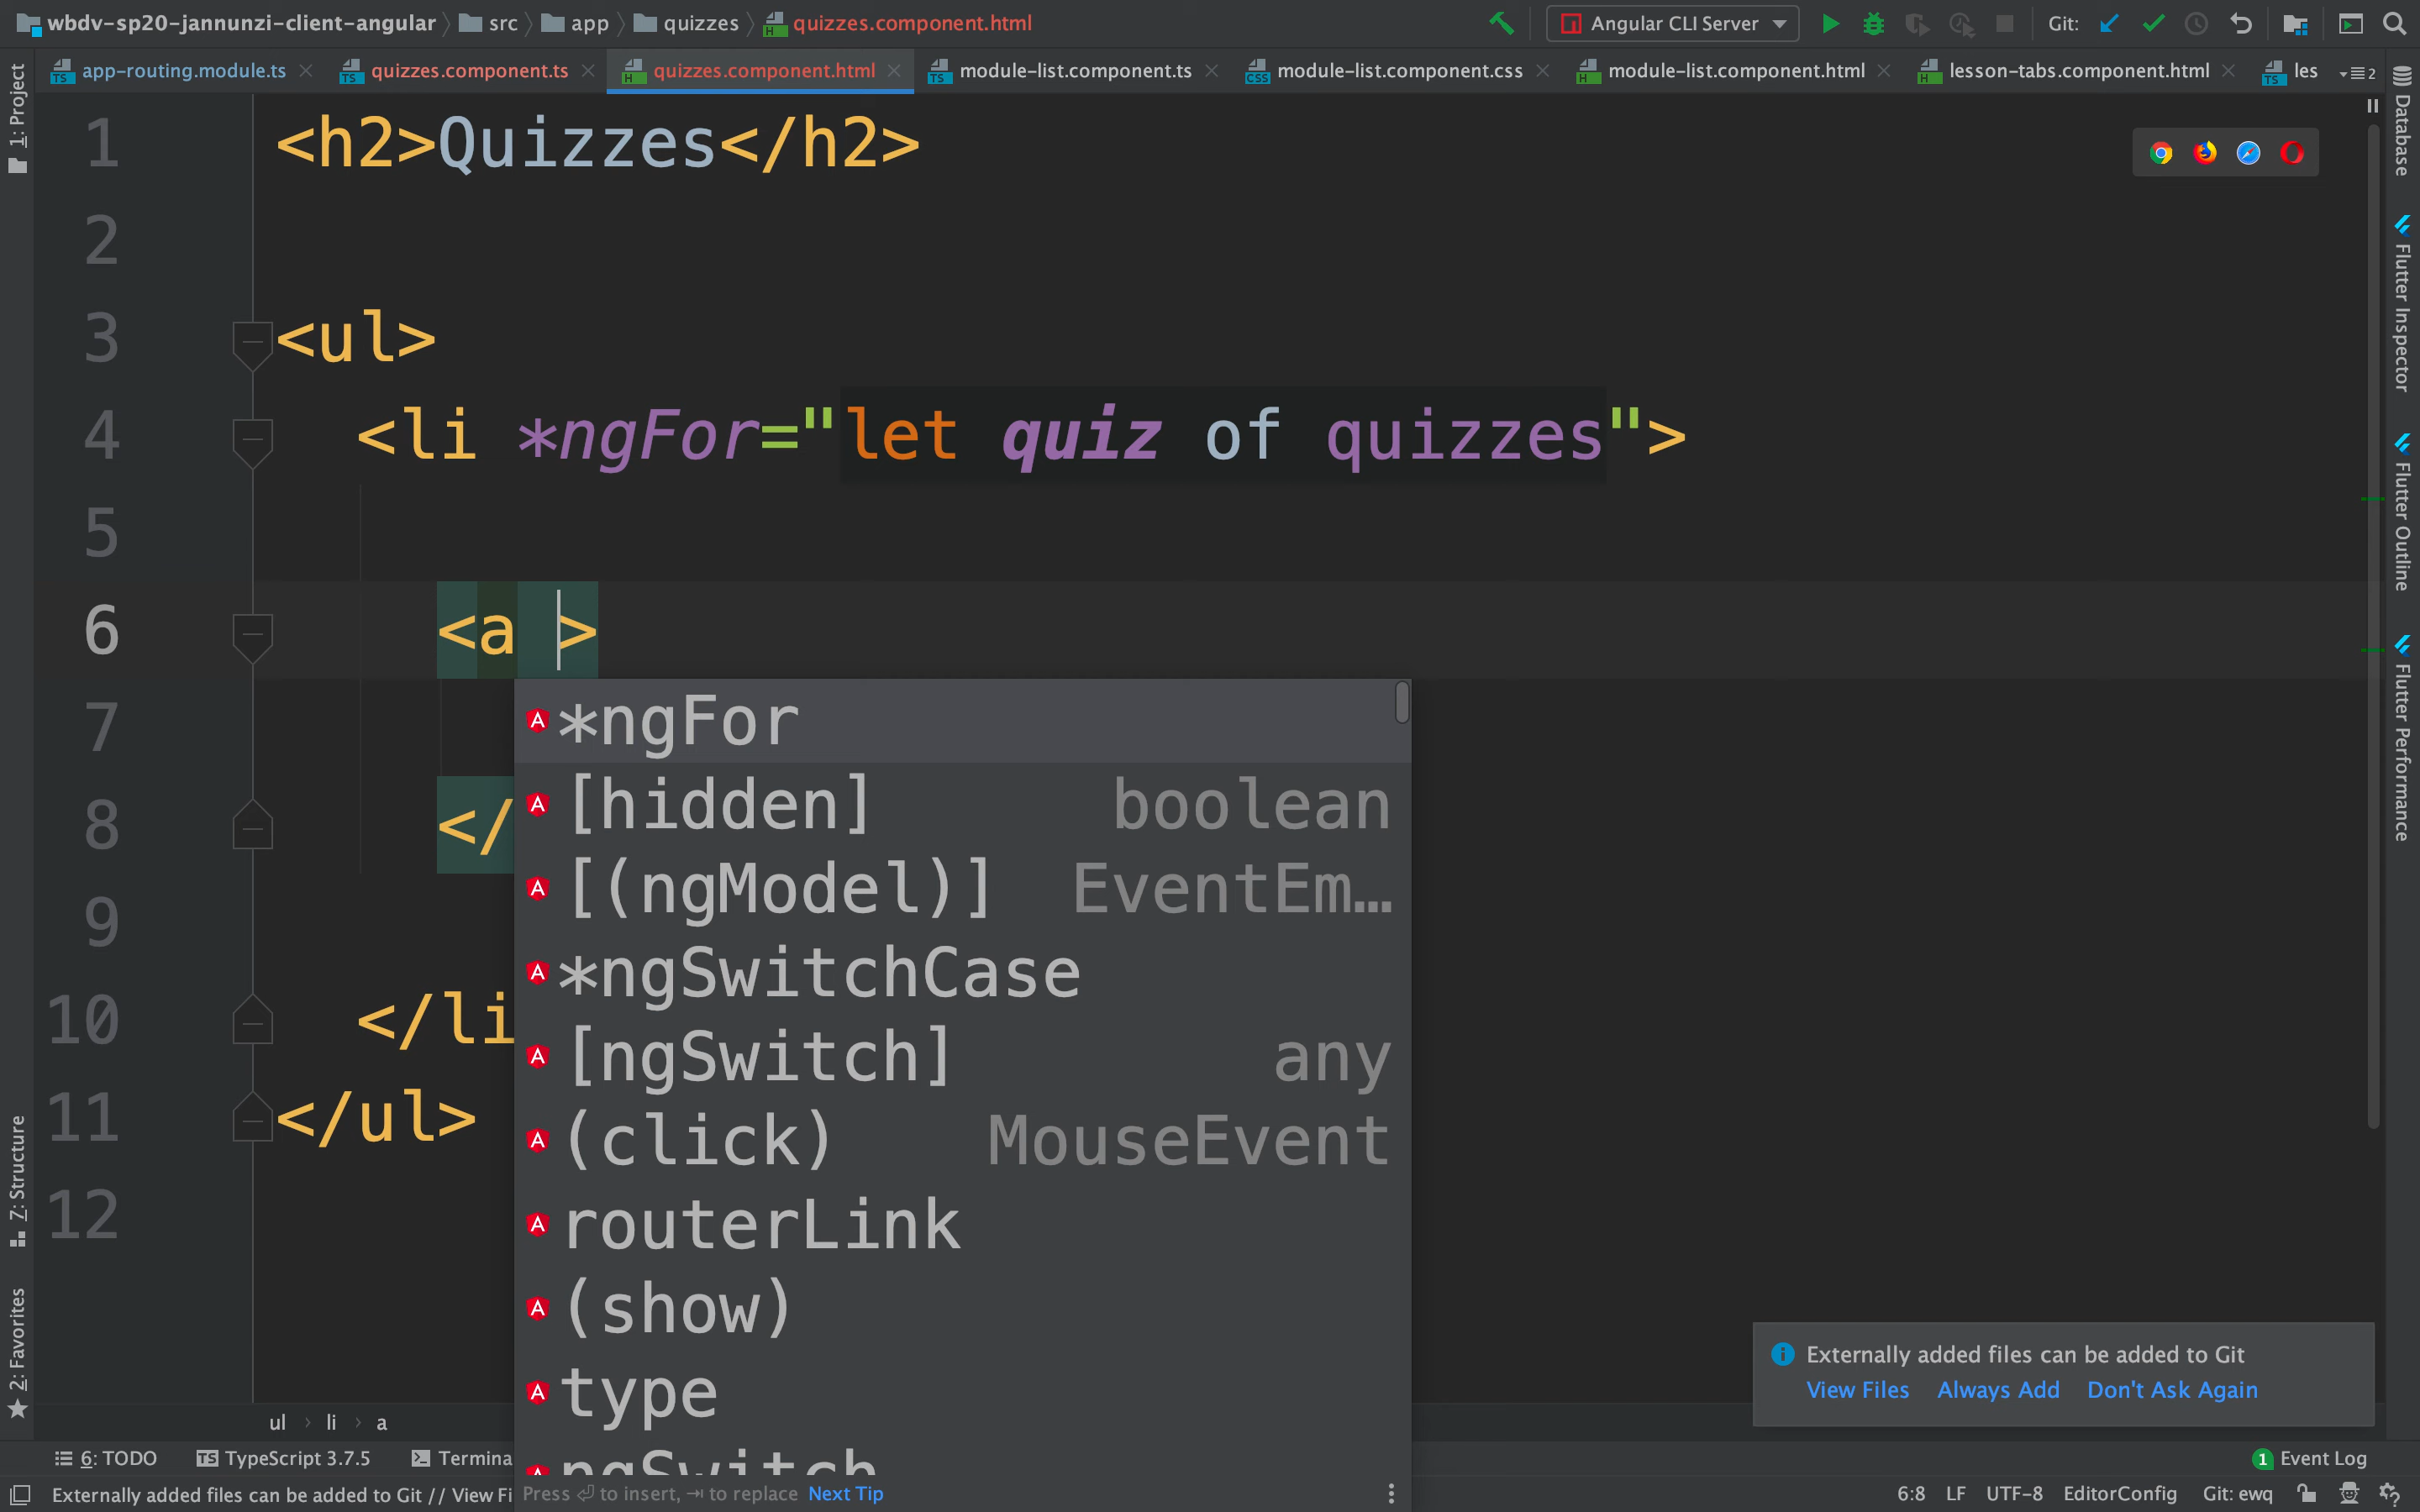 wbdv-sp20-jannunzi-client-angular src app quizzes quizzes.component.html Angular CLI Server Git:
app-routing.module.ts quizzes.component.ts quizzes.component.html module-list.component.ts module-list.component.css module-list.component.html lesson-tabs.component.html les 2
1: Project
7: Structure
2: Favorites
1 <h2>Quizzes</h2>
2
3 <ul>
4 <li *ngFor="let quiz of quizzes">
5
6 <a >
7
8 </
9
10 </li
11 </ul>
12
*ngFor
[hidden] boolean
[(ngModel)] EventEm…
*ngSwitchCase
[ngSwitch] any
(click) MouseEvent
routerLink
(show)
type
ngSwitch
Press ⏎ to insert, ⇥ to replace Next Tip
Database
Flutter Inspector
Flutter Outline
Flutter Performance
Externally added files can be added to Git
View Files Always Add Don't Ask Again
ul › li › a
6: TODO TypeScript 3.7.5 Termina 1 Event Log
Externally added files can be added to Git // View Fi 6:8 LF UTF-8 EditorConfig Git: ewq